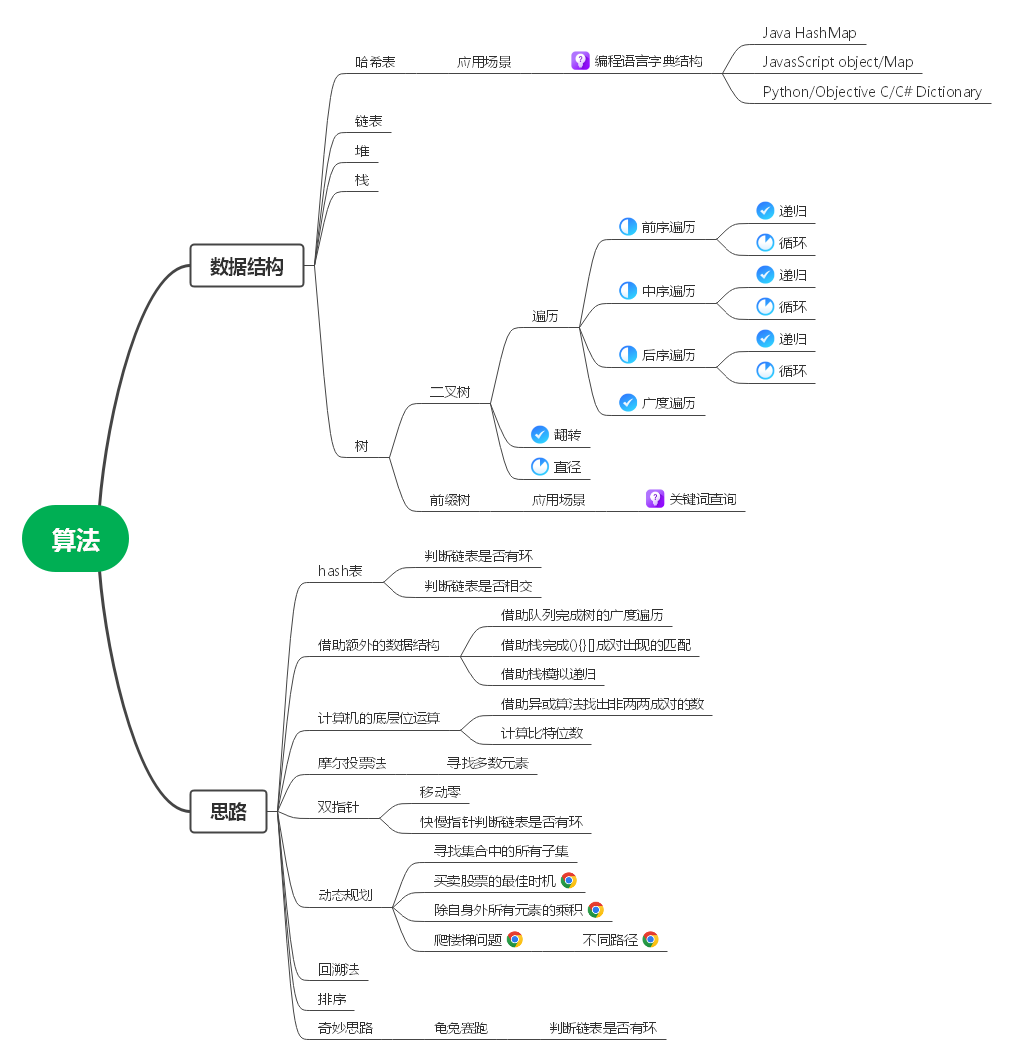 算法
数据结构
哈希表
应用场景
编程语言字典结构
Java HashMap
JavasScript object/Map
Python/Objective C/C# Dictionary
链表
堆
栈
树
二叉树
遍历
前序遍历
递归
循环
中序遍历
递归
循环
后序遍历
递归
循环
广度遍历
翻转
直径
前缀树
应用场景
关键词查询
思路
hash表
判断链表是否有环
判断链表是否相交
借助额外的数据结构
借助队列完成树的广度遍历
借助栈完成(){}[]成对出现的匹配
借助栈模拟递归
计算机的底层位运算
借助异或算法找出非两两成对的数
计算比特位数
摩尔投票法
寻找多数元素
双指针
移动零
快慢指针判断链表是否有环
动态规划
寻找集合中的所有子集
买卖股票的最佳时机
除自身外所有元素的乘积
爬楼梯问题
不同路径
回溯法
排序
奇妙思路
龟兔赛跑
判断链表是否有环